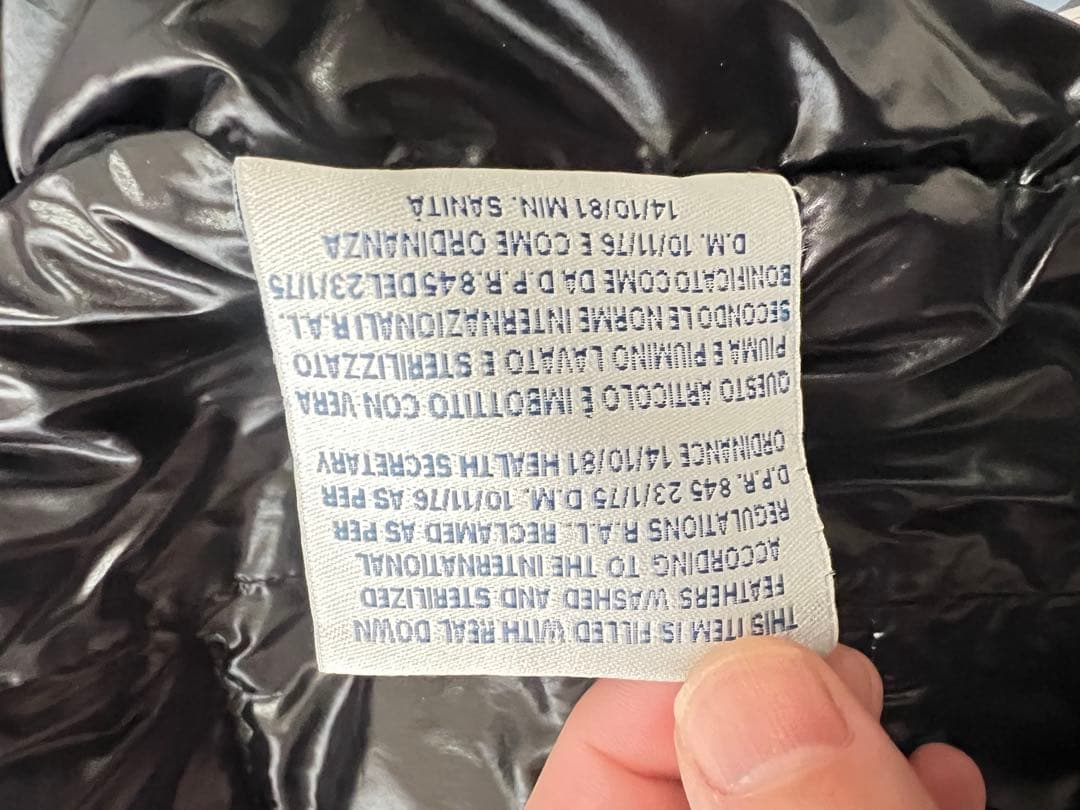 THIS ITEM IS FILLED WITH REAL DOWN
FEATHERS WASHED AND STERILIZED
ACCORDING TO THE INTERNATIONAL
REGULATIONS R.A.L. RECLAMED AS PER
D.P.R. 845 23/1/75 D.M. 10/11/76 AS PER
ORDINANCE 14/10/81 HEALTH SECRETARY
QUESTO ARTICOLO È IMBOTTITO CON VERA
PIUMA E PIUMINO LAVATO E STERILIZZATO
SECONDO LE NORME INTERNAZIONALI R.A.L.
BONIFICATO COME DA D.P.R. 845 DEL 23/1/75
D.M. 10/11/76 E COME ORDINANZA
14/10/81 MIN. SANITÀ